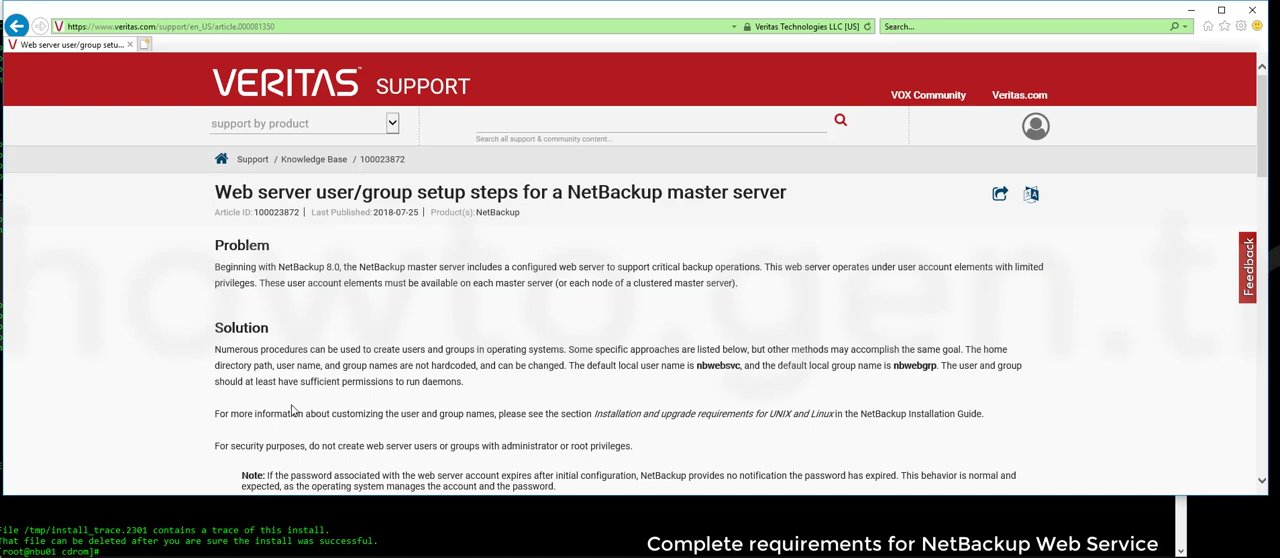 https://www.veritas.com/support/en_US/article.000081350
Veritas Technologies LLC [US]
Search...
Web server user/group setu...
VERITAS™ SUPPORT
VOX Community
Veritas.com
support by product
Search all support & community content...
Support / Knowledge Base / 100023872
Web server user/group setup steps for a NetBackup master server
Article ID: 100023872 | Last Published: 2018-07-25 | Product(s): NetBackup
Problem
Beginning with NetBackup 8.0, the NetBackup master server includes a configured web server to support critical backup operations. This web server operates under user account elements with limited
privileges. These user account elements must be available on each master server (or each node of a clustered master server).
Solution
Numerous procedures can be used to create users and groups in operating systems. Some specific approaches are listed below, but other methods may accomplish the same goal. The home
directory path, user name, and group names are not hardcoded, and can be changed. The default local user name is nbwebsvc, and the default local group name is nbwebgrp. The user and group
should at least have sufficient permissions to run daemons.
For more information about customizing the user and group names, please see the section Installation and upgrade requirements for UNIX and Linux in the NetBackup Installation Guide.
For security purposes, do not create web server users or groups with administrator or root privileges.
Note: If the password associated with the web server account expires after initial configuration, NetBackup provides no notification the password has expired. This behavior is normal and
expected, as the operating system manages the account and the password.
Feedback
howto.gen.t
File /tmp/install_trace.2301 contains a trace of this install.
That file can be deleted after you are sure the install was successful.
[root@nbu01 cdrom]#
Complete requirements for NetBackup Web Service